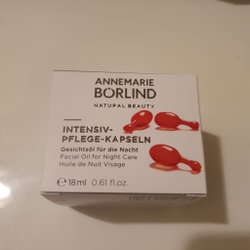 ANNEMARIE
BÖRLIND
NATURAL BEAUTY
INTENSIV-
PFLEGE-KAPSELN
Gesichtsöl für die Nacht
Facial Oil for Night Care
Huile de Nuit Visage
℮ 18ml 0.61 fl.oz.